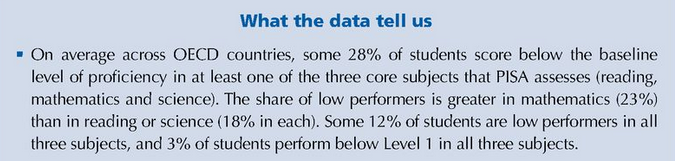 What the data tell us
▪ On average across OECD countries, some 28% of students score below the baseline
level of proficiency in at least one of the three core subjects that PISA assesses (reading,
mathematics and science). The share of low performers is greater in mathematics (23%)
than in reading or science (18% in each). Some 12% of students are low performers in all
three subjects, and 3% of students perform below Level 1 in all three subjects.